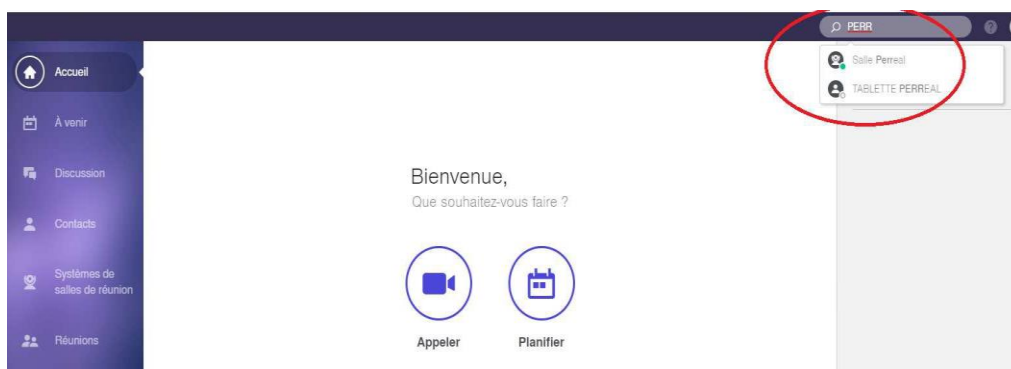 PERR
Salle Perreal
TABLETTE PERREAL
Accueil
À venir
Discussion
Contacts
Systèmes de
salles de réunion
Réunions
Bienvenue,
Que souhaitez-vous faire ?
Appeler
Planifier